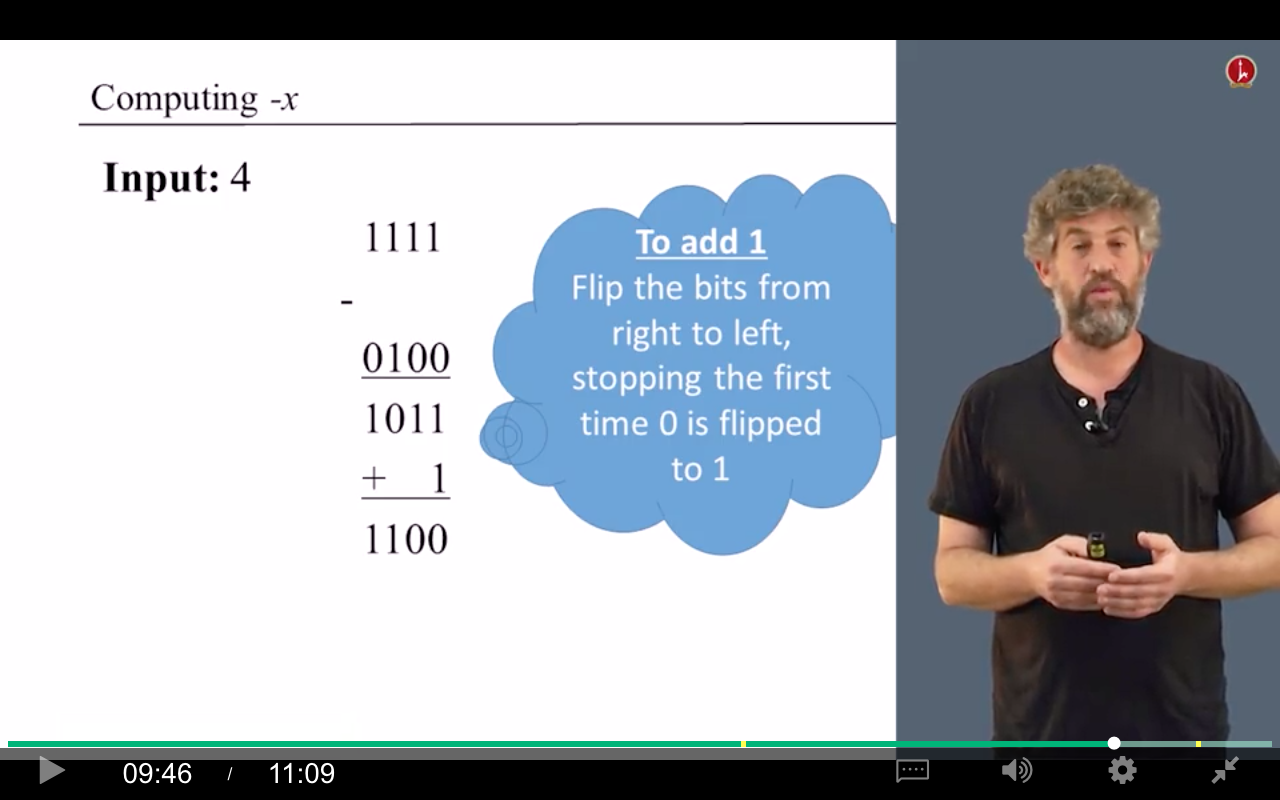 Computing -x
Input: 4
1111
-
0100
1011
+ 1
1100
To add 1
Flip the bits from
right to left,
stopping the first
time 0 is flipped
to 1
09:46 / 11:09